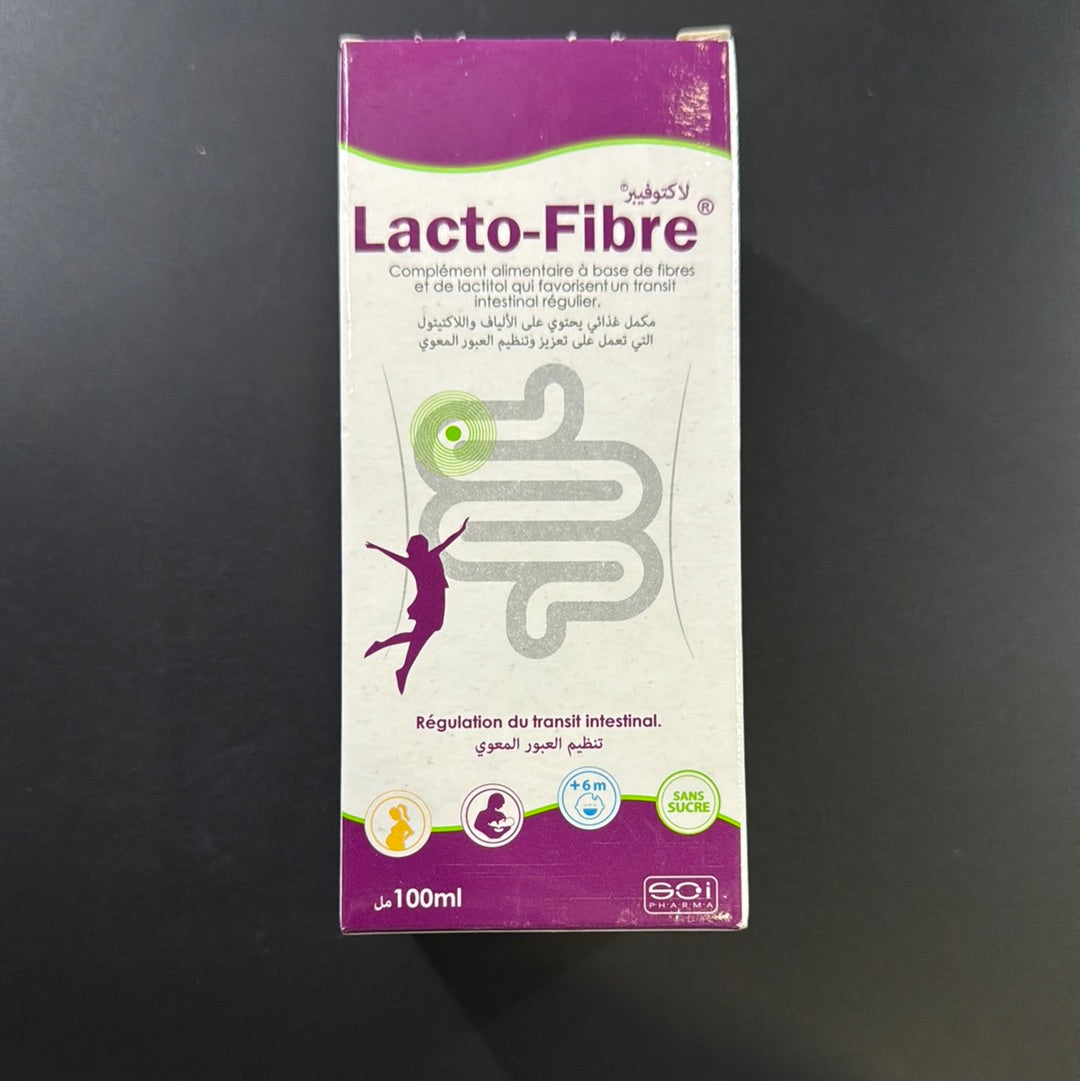 لاكتوفيبر®
Lacto-Fibre®
Complément alimentaire à base de fibres
et de lactitol qui favorisent un transit
intestinal régulier.
مكمل غذائي يحتوي على الألياف واللاكتيتول
التي تعمل على تعزيز وتنظيم العبور المعوي
Régulation du transit intestinal.
تنظيم العبور المعوي
+6m
SANS
SUCRE
100ml مل
SOi
PHARMA